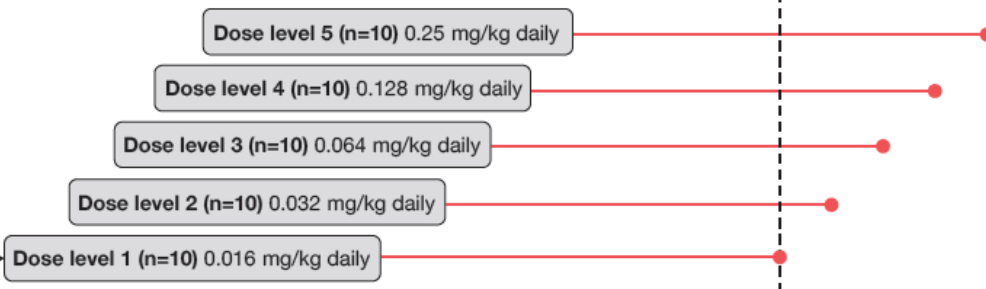 Dose level 5 (n=10) 0.25 mg/kg daily
Dose level 4 (n=10) 0.128 mg/kg daily
Dose level 3 (n=10) 0.064 mg/kg daily
Dose level 2 (n=10) 0.032 mg/kg daily
Dose level 1 (n=10) 0.016 mg/kg daily